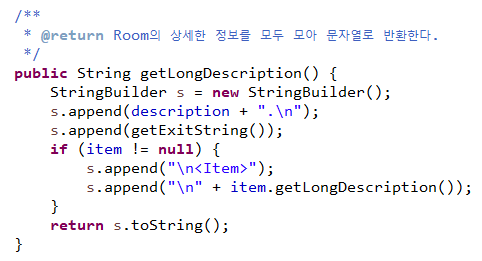 /**
 * @return Room의 상세한 정보를 모두 모아 문자열로 반환한다.
 */
public String getLongDescription() {
    StringBuilder s = new StringBuilder();
    s.append(description + ".\n");
    s.append(getExitString());
    if (item != null) {
        s.append("\n<Item>");
        s.append("\n" + item.getLongDescription());
    }
    return s.toString();
}